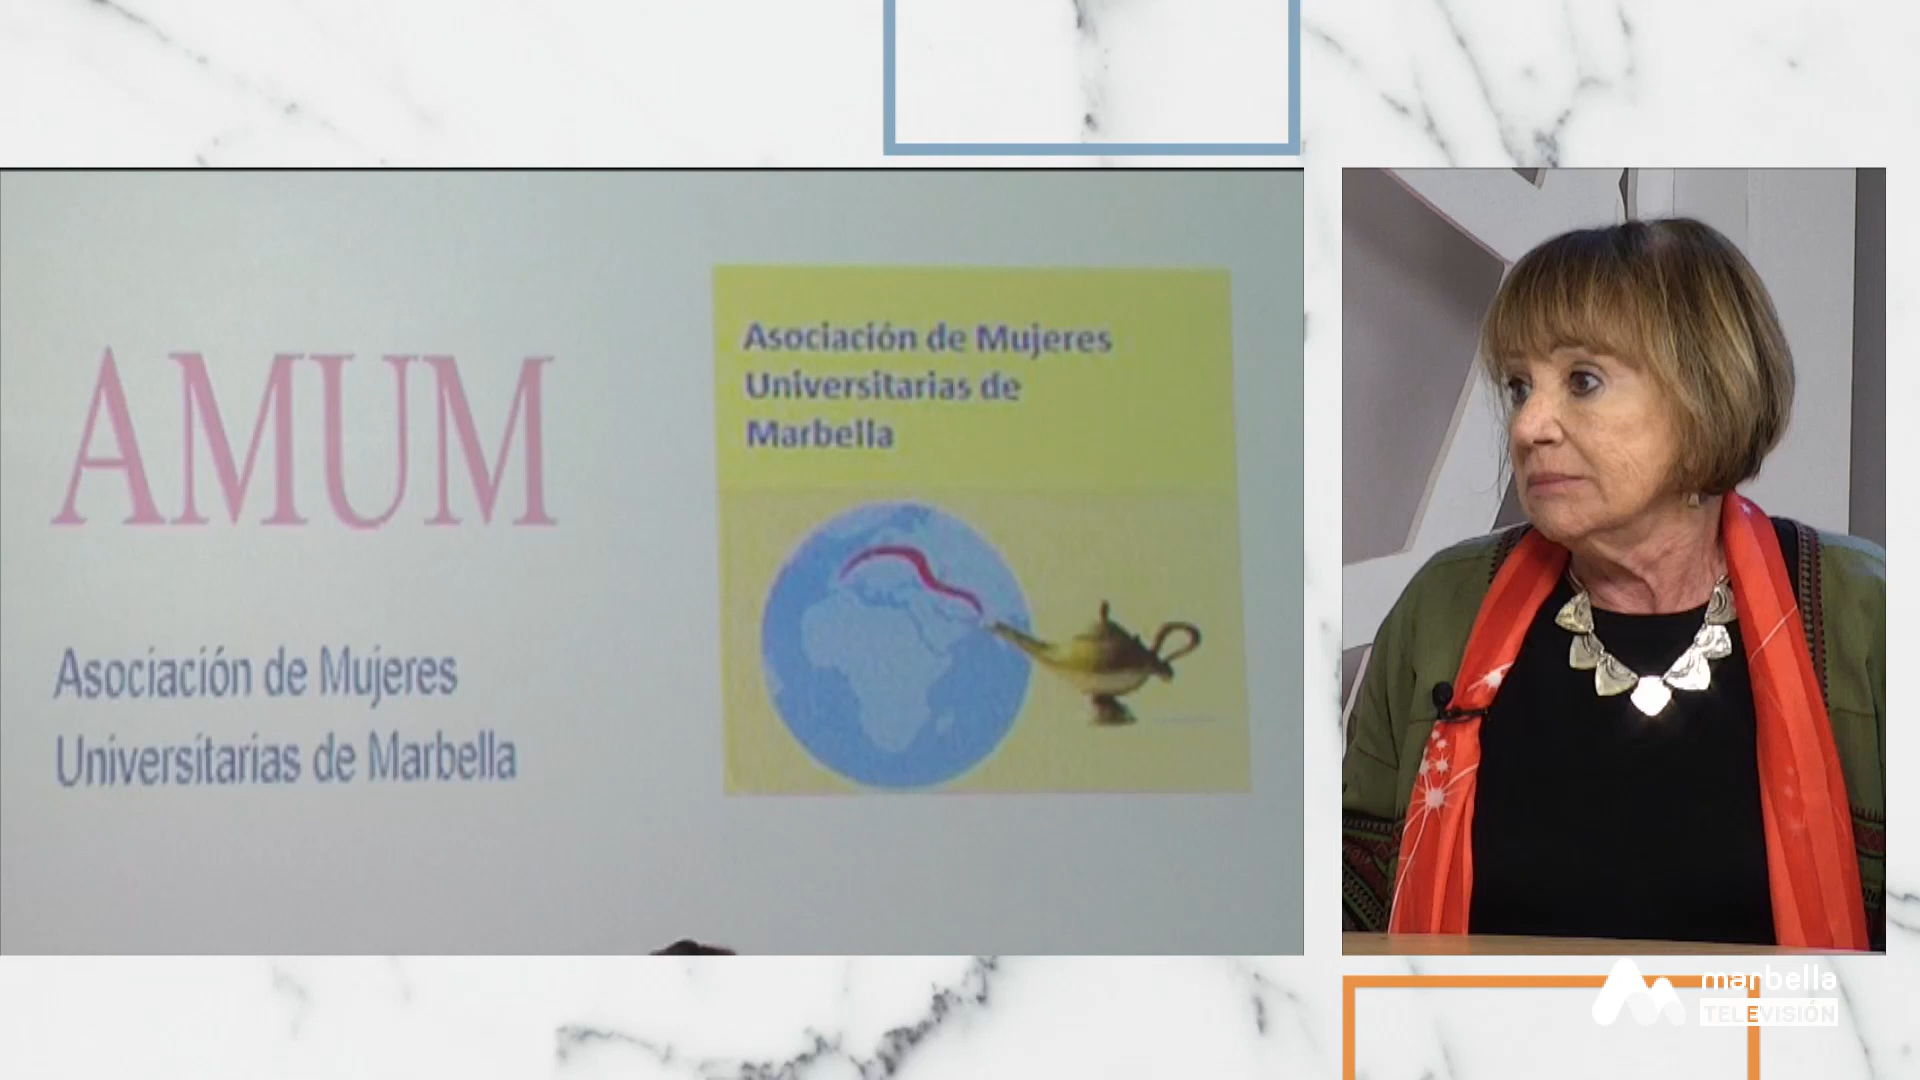 AMUM
Asociación de Mujeres
Universitarias de Marbella
Asociación de Mujeres
Universitarias de
Marbella
marbella
TELEVISIÓN